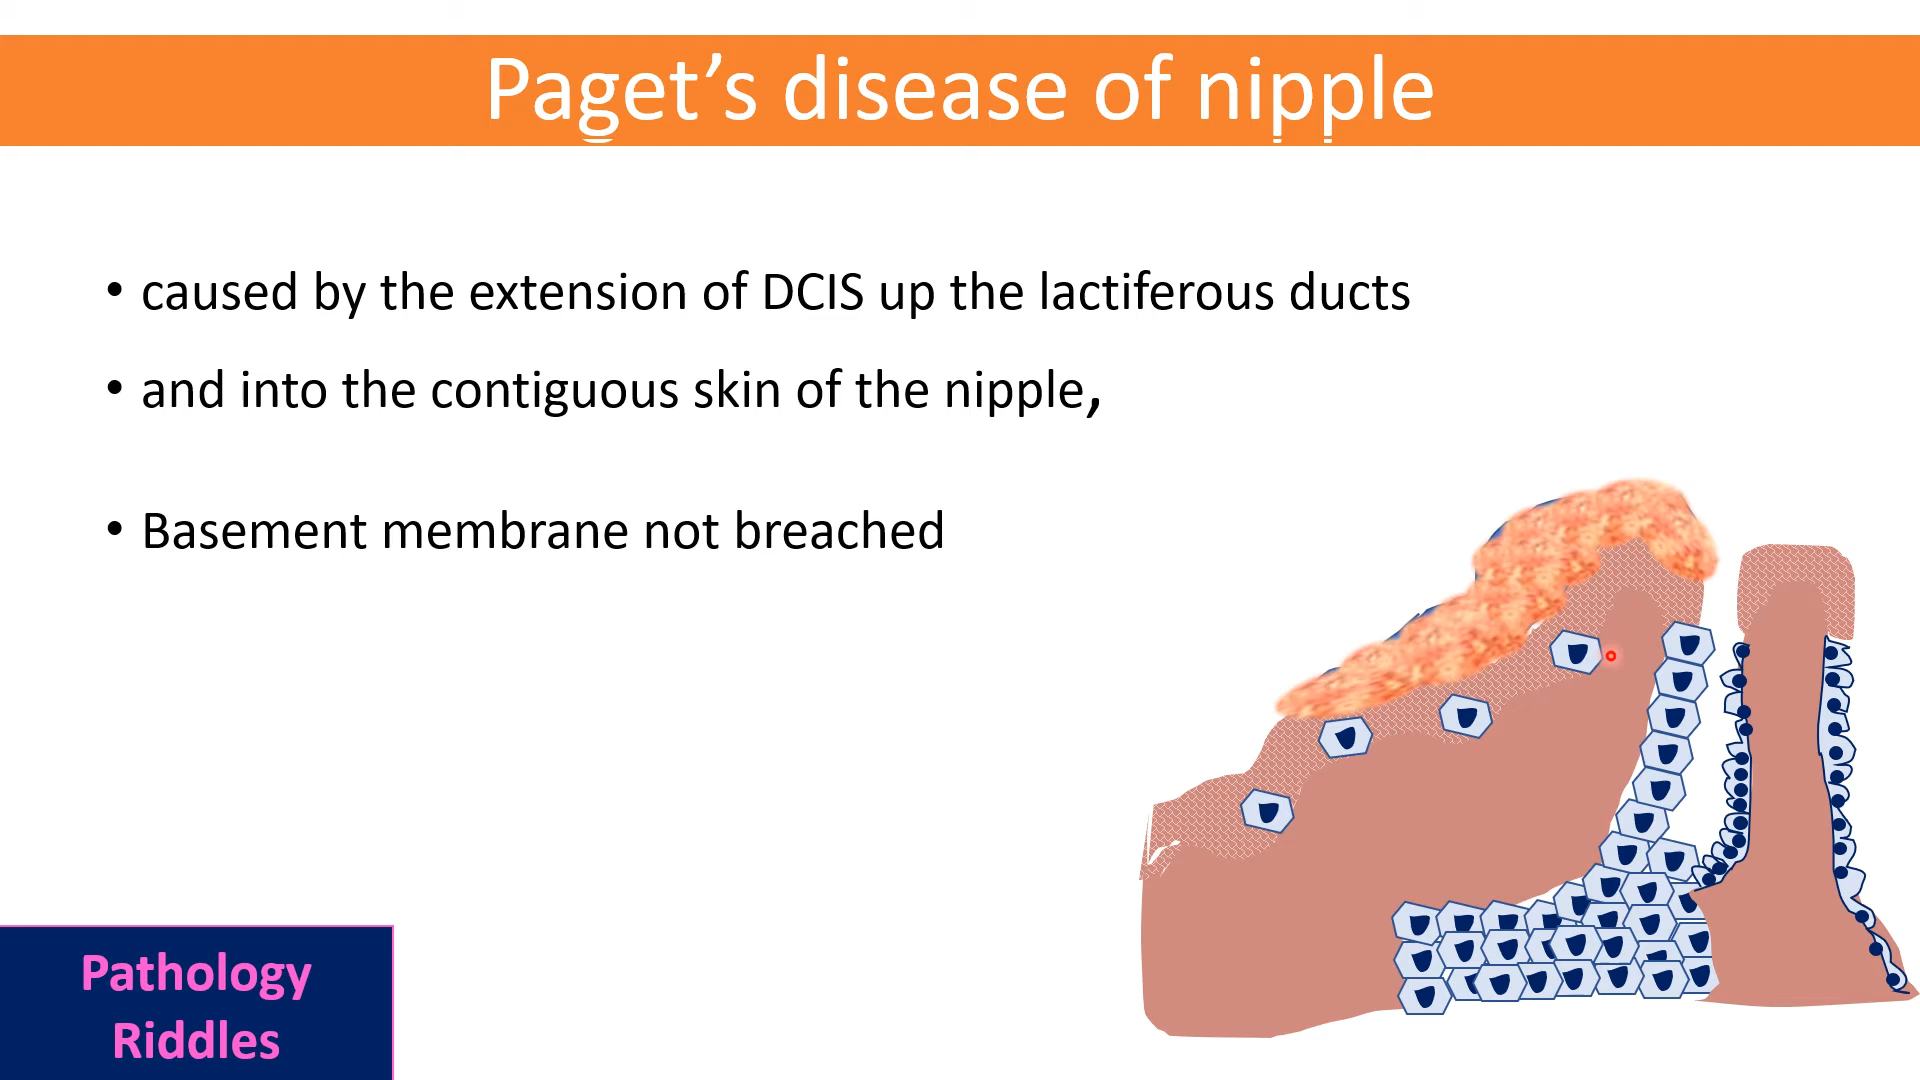 Paget’s disease of nipple
• caused by the extension of DCIS up the lactiferous ducts
• and into the contiguous skin of the nipple,
• Basement membrane not breached
Pathology
Riddles